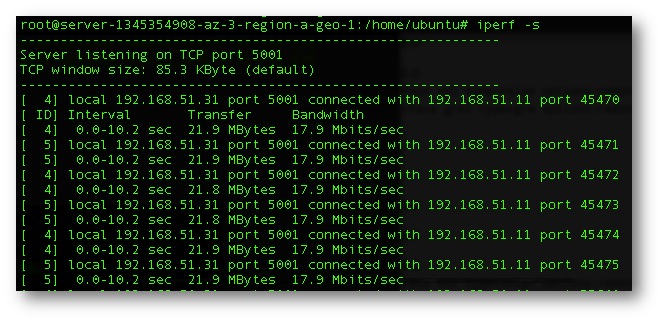 root@server-1345354908-az-3-region-a-geo-1:/home/ubuntu# iperf -s
------------------------------------------------------------
Server listening on TCP port 5001
TCP window size: 85.3 KByte (default)
------------------------------------------------------------
[  4] local 192.168.51.31 port 5001 connected with 192.168.51.11 port 45470
[ ID] Interval       Transfer     Bandwidth
[  4]  0.0-10.2 sec  21.9 MBytes  17.9 Mbits/sec
[  5] local 192.168.51.31 port 5001 connected with 192.168.51.11 port 45471
[  5]  0.0-10.2 sec  21.9 MBytes  17.9 Mbits/sec
[  4] local 192.168.51.31 port 5001 connected with 192.168.51.11 port 45472
[  4]  0.0-10.2 sec  21.8 MBytes  17.9 Mbits/sec
[  5] local 192.168.51.31 port 5001 connected with 192.168.51.11 port 45473
[  5]  0.0-10.2 sec  21.8 MBytes  17.9 Mbits/sec
[  4] local 192.168.51.31 port 5001 connected with 192.168.51.11 port 45474
[  4]  0.0-10.2 sec  21.9 MBytes  17.9 Mbits/sec
[  5] local 192.168.51.31 port 5001 connected with 192.168.51.11 port 45475
[  5]  0.0-10.2 sec  21.9 MBytes  17.9 Mbits/sec